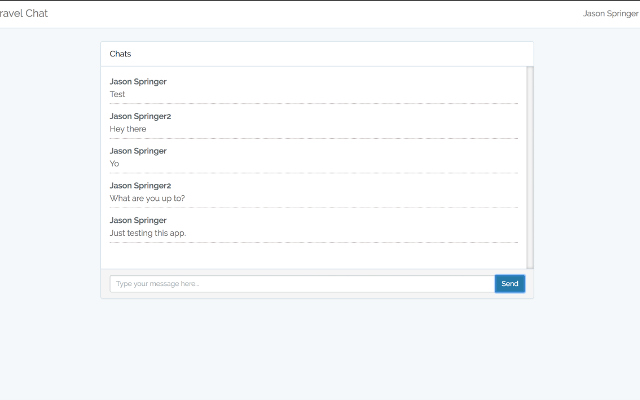 ravel Chat
Jason Springer
Chats
Jason Springer
Test
Jason Springer2
Hey there
Jason Springer
Yo
Jason Springer2
What are you up to?
Jason Springer
Just testing this app.
Type your message here...
Send